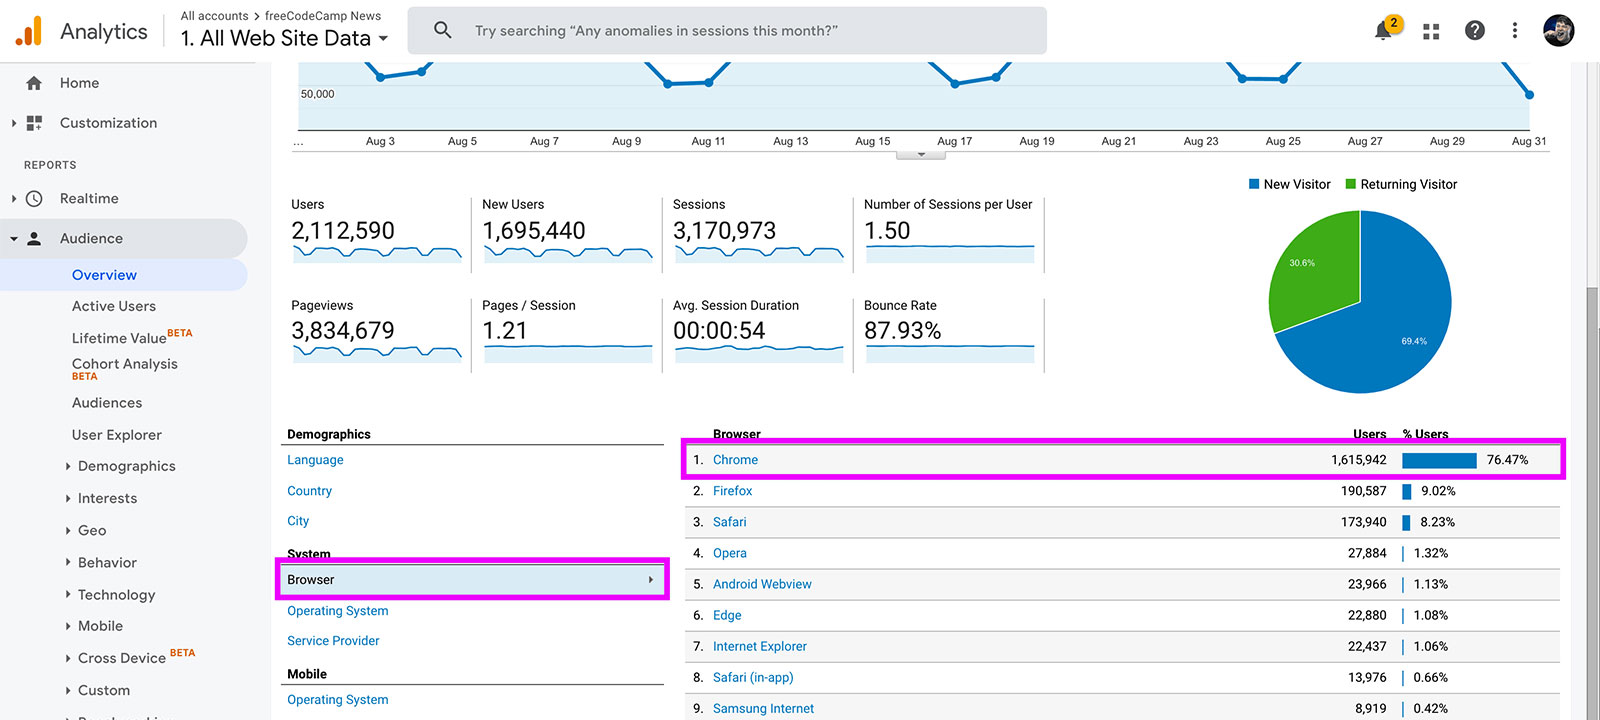 Analytics
All accounts > freeCodeCamp News
1. All Web Site Data
Try searching “Any anomalies in sessions this month?”
2
Home
Customization
REPORTS
Realtime
Audience
Overview
Active Users
Lifetime Value BETA
Cohort Analysis
BETA
Audiences
User Explorer
Demographics
Interests
Geo
Behavior
Technology
Mobile
Cross Device BETA
Custom
50,000
... Aug 3 Aug 5 Aug 7 Aug 9 Aug 11 Aug 13 Aug 15 Aug 17 Aug 19 Aug 21 Aug 23 Aug 25 Aug 27 Aug 29 Aug 31
New Visitor Returning Visitor
Users
2,112,590
New Users
1,695,440
Sessions
3,170,973
Number of Sessions per User
1.50
Pageviews
3,834,679
Pages / Session
1.21
Avg. Session Duration
00:00:54
Bounce Rate
87.93%
30.6%
69.4%
Demographics
Language
Country
City
System
Browser
Operating System
Service Provider
Mobile
Operating System
Browser Users % Users
1. Chrome 1,615,942 76.47%
2. Firefox 190,587 9.02%
3. Safari 173,940 8.23%
4. Opera 27,884 1.32%
5. Android Webview 23,966 1.13%
6. Edge 22,880 1.08%
7. Internet Explorer 22,437 1.06%
8. Safari (in-app) 13,976 0.66%
9. Samsung Internet 8,919 0.42%